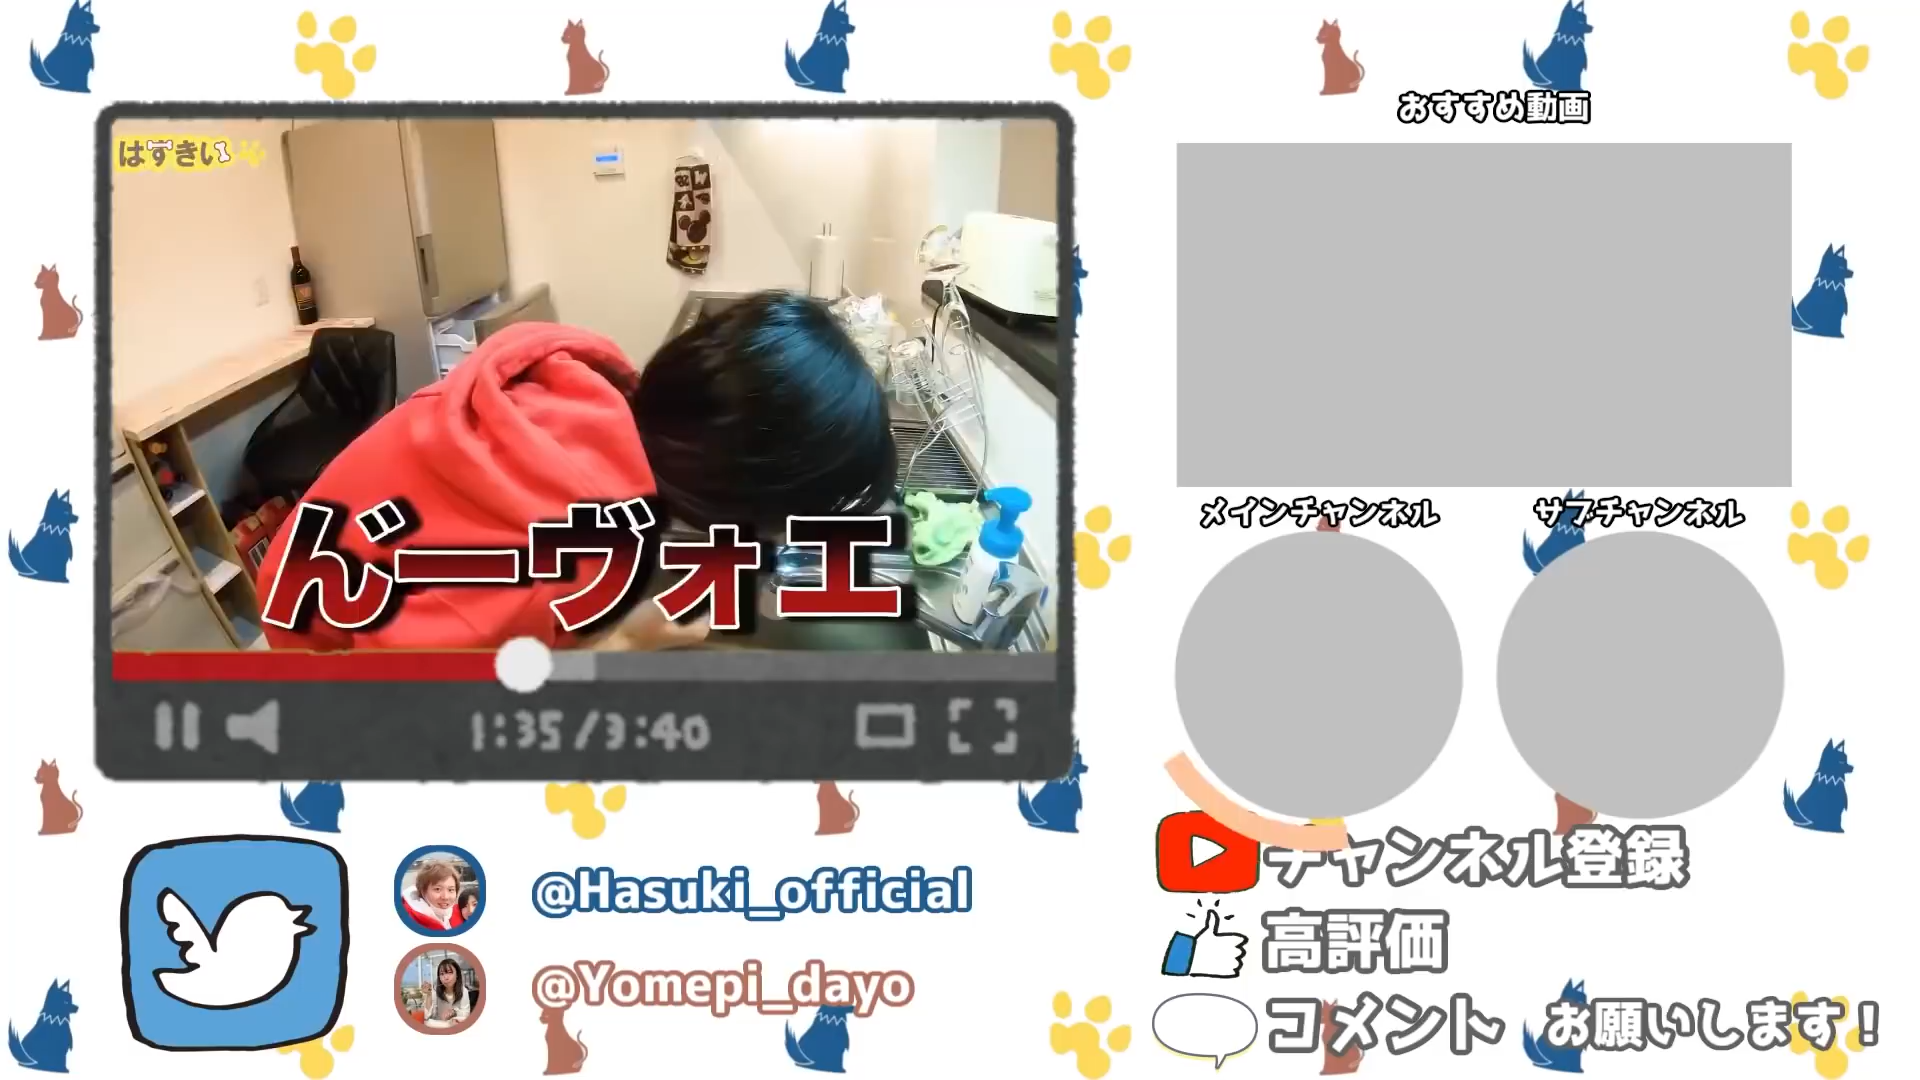 はすきい
ん゙ーヴォエ
1:35/3:40
@Hasuki_official
@Yomepi_dayo
おすすめ動画
メインチャンネル
サブチャンネル
チャンネル登録
高評価
コメント お願いします!